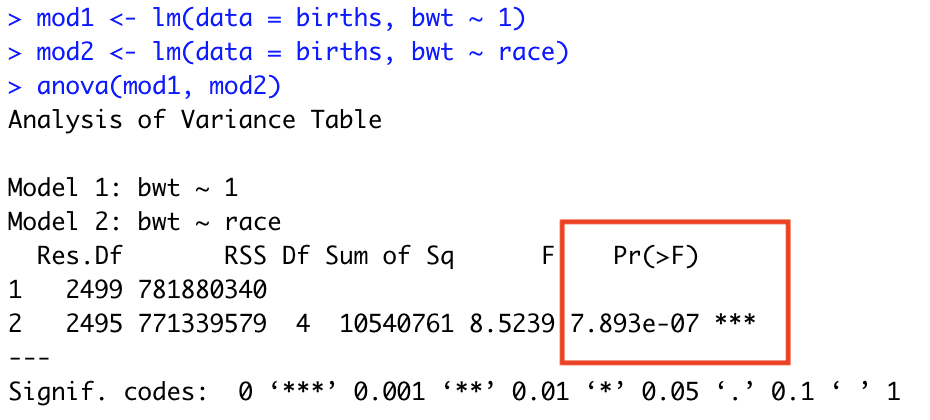 > mod1 <- lm(data = births, bwt ~ 1)
> mod2 <- lm(data = births, bwt ~ race)
> anova(mod1, mod2)
Analysis of Variance Table
Model 1: bwt ~ 1
Model 2: bwt ~ race
  Res.Df       RSS Df Sum of Sq      F    Pr(>F)
1   2499 781880340
2   2495 771339579  4  10540761 8.5239 7.893e-07 ***
---
Signif. codes:  0 ‘***’ 0.001 ‘**’ 0.01 ‘*’ 0.05 ‘.’ 0.1 ‘ ’ 1